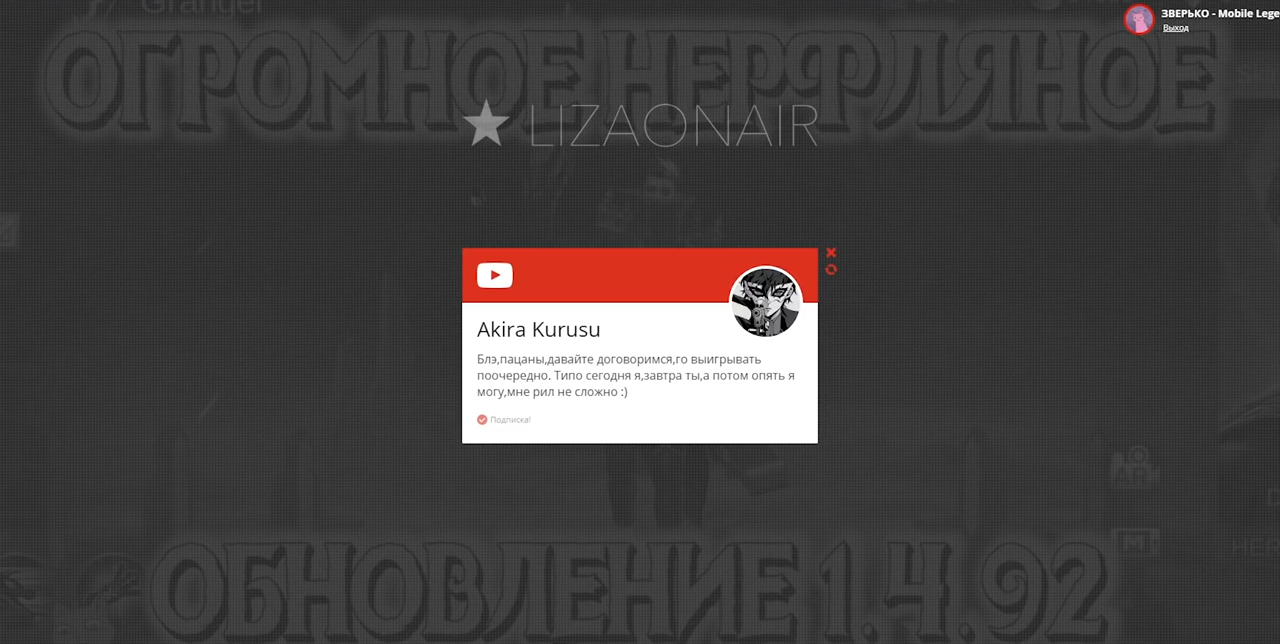 Granger
ЗВЕРЬКО - Mobile Lege
Выход
ОГРОМНОЕ НЕРФЛЯНОЕ
LIZAONAIR
Akira Kurusu
Блэ,пацаны,давайте договоримся,го выигрывать
поочередно. Типо сегодня я,завтра ты,а потом опять я
могу,мне рил не сложно :)
Подписка!
ОБНОВЛЕНИЕ 1.4.92